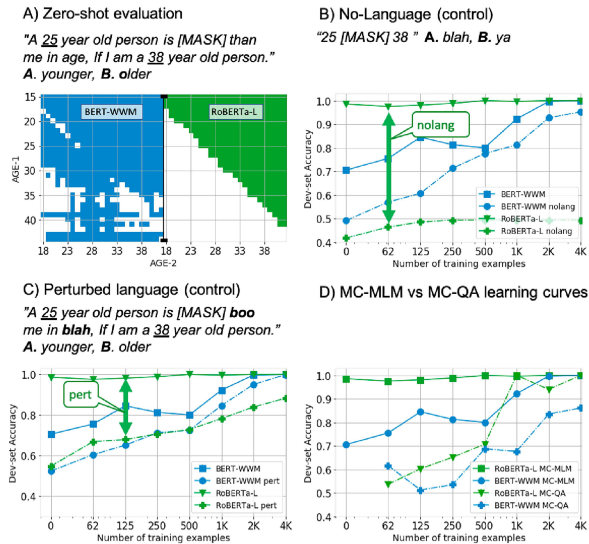 A) Zero-shot evaluation
"A 25 year old person is [MASK] than
me in age, If I am a 38 year old person."
A. younger, B. older
BERT-WWM
RoBERTa-L
15
20
25
30
35
40
AGE-1
18 23 28 33 38 18 23 28 33 38
AGE-2
B) No-Language (control)
"25 [MASK] 38 " A. blah, B. ya
1.0
0.9
0.8
0.7
0.6
0.5
0.4
Dev-set Accuracy
nolang
BERT-WWM
BERT-WWM nolang
RoBERTa-L
RoBERTa-L nolang
0 62 125 250 500 1K 2K 4K
Number of training examples
C) Perturbed language (control)
"A 25 year old person is [MASK] boo
me in blah, If I am a 38 year old person."
A. younger, B. older
1.0
0.8
0.6
0.4
Dev-set Accuracy
pert
BERT-WWM
BERT-WWM pert
RoBERTa-L
RoBERTa-L pert
0 62 125 250 500 1K 2K 4K
Number of training examples
D) MC-MLM vs MC-QA learning curves
1.0
0.9
0.8
0.7
0.6
0.5
0.4
Dev-set Accuracy
RoBERTa-L MC-MLM
BERT-WWM MC-MLM
RoBERTa-L MC-QA
BERT-WWM MC-QA
0 62 125 250 500 1K 2K 4K
Number of training examples